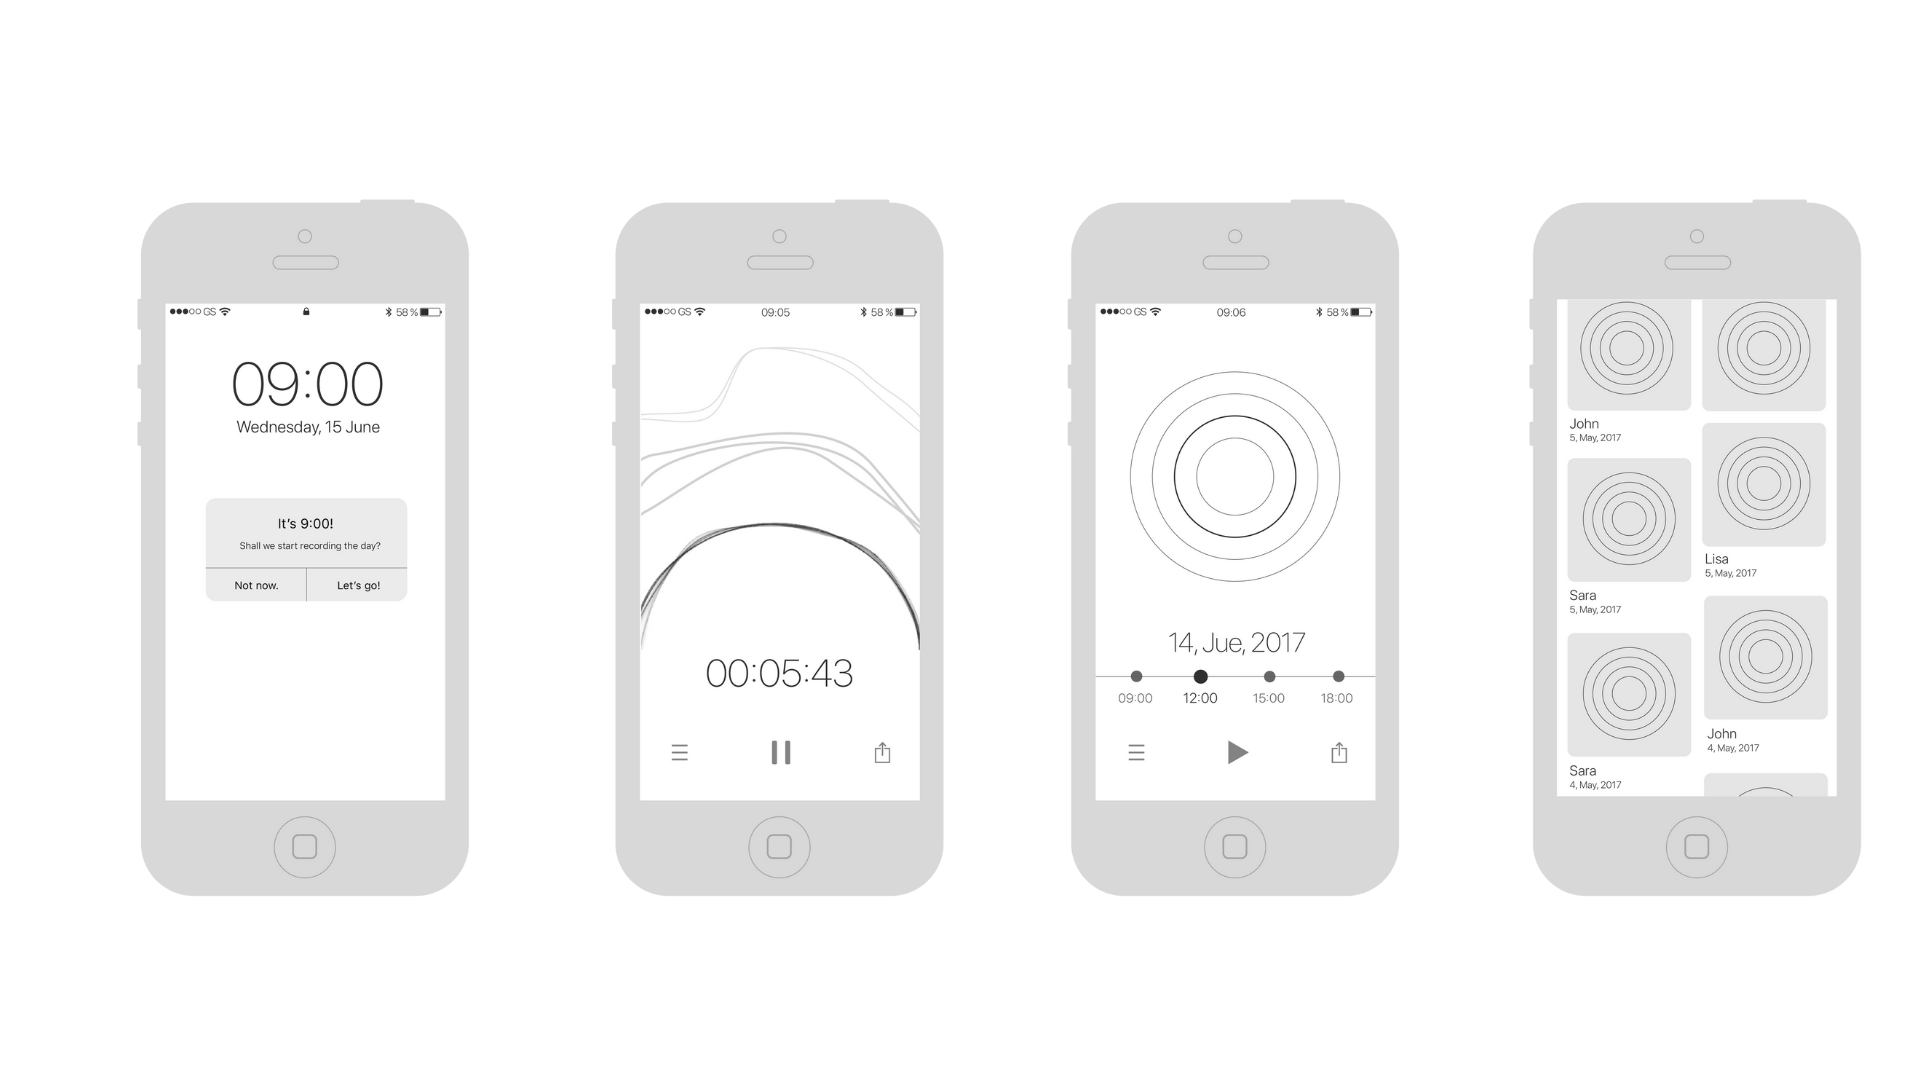 GS 58 %
09:00
Wednesday, 15 June
It's 9:00!
Shall we start recording the day?
Not now. Let's go!
GS 09:05 58 %
00:05:43
GS 09:06 58 %
14, Jue, 2017
09:00 12:00 15:00 18:00
John
5, May, 2017
Lisa
5, May, 2017
Sara
5, May, 2017
John
4, May, 2017
Sara
4, May, 2017